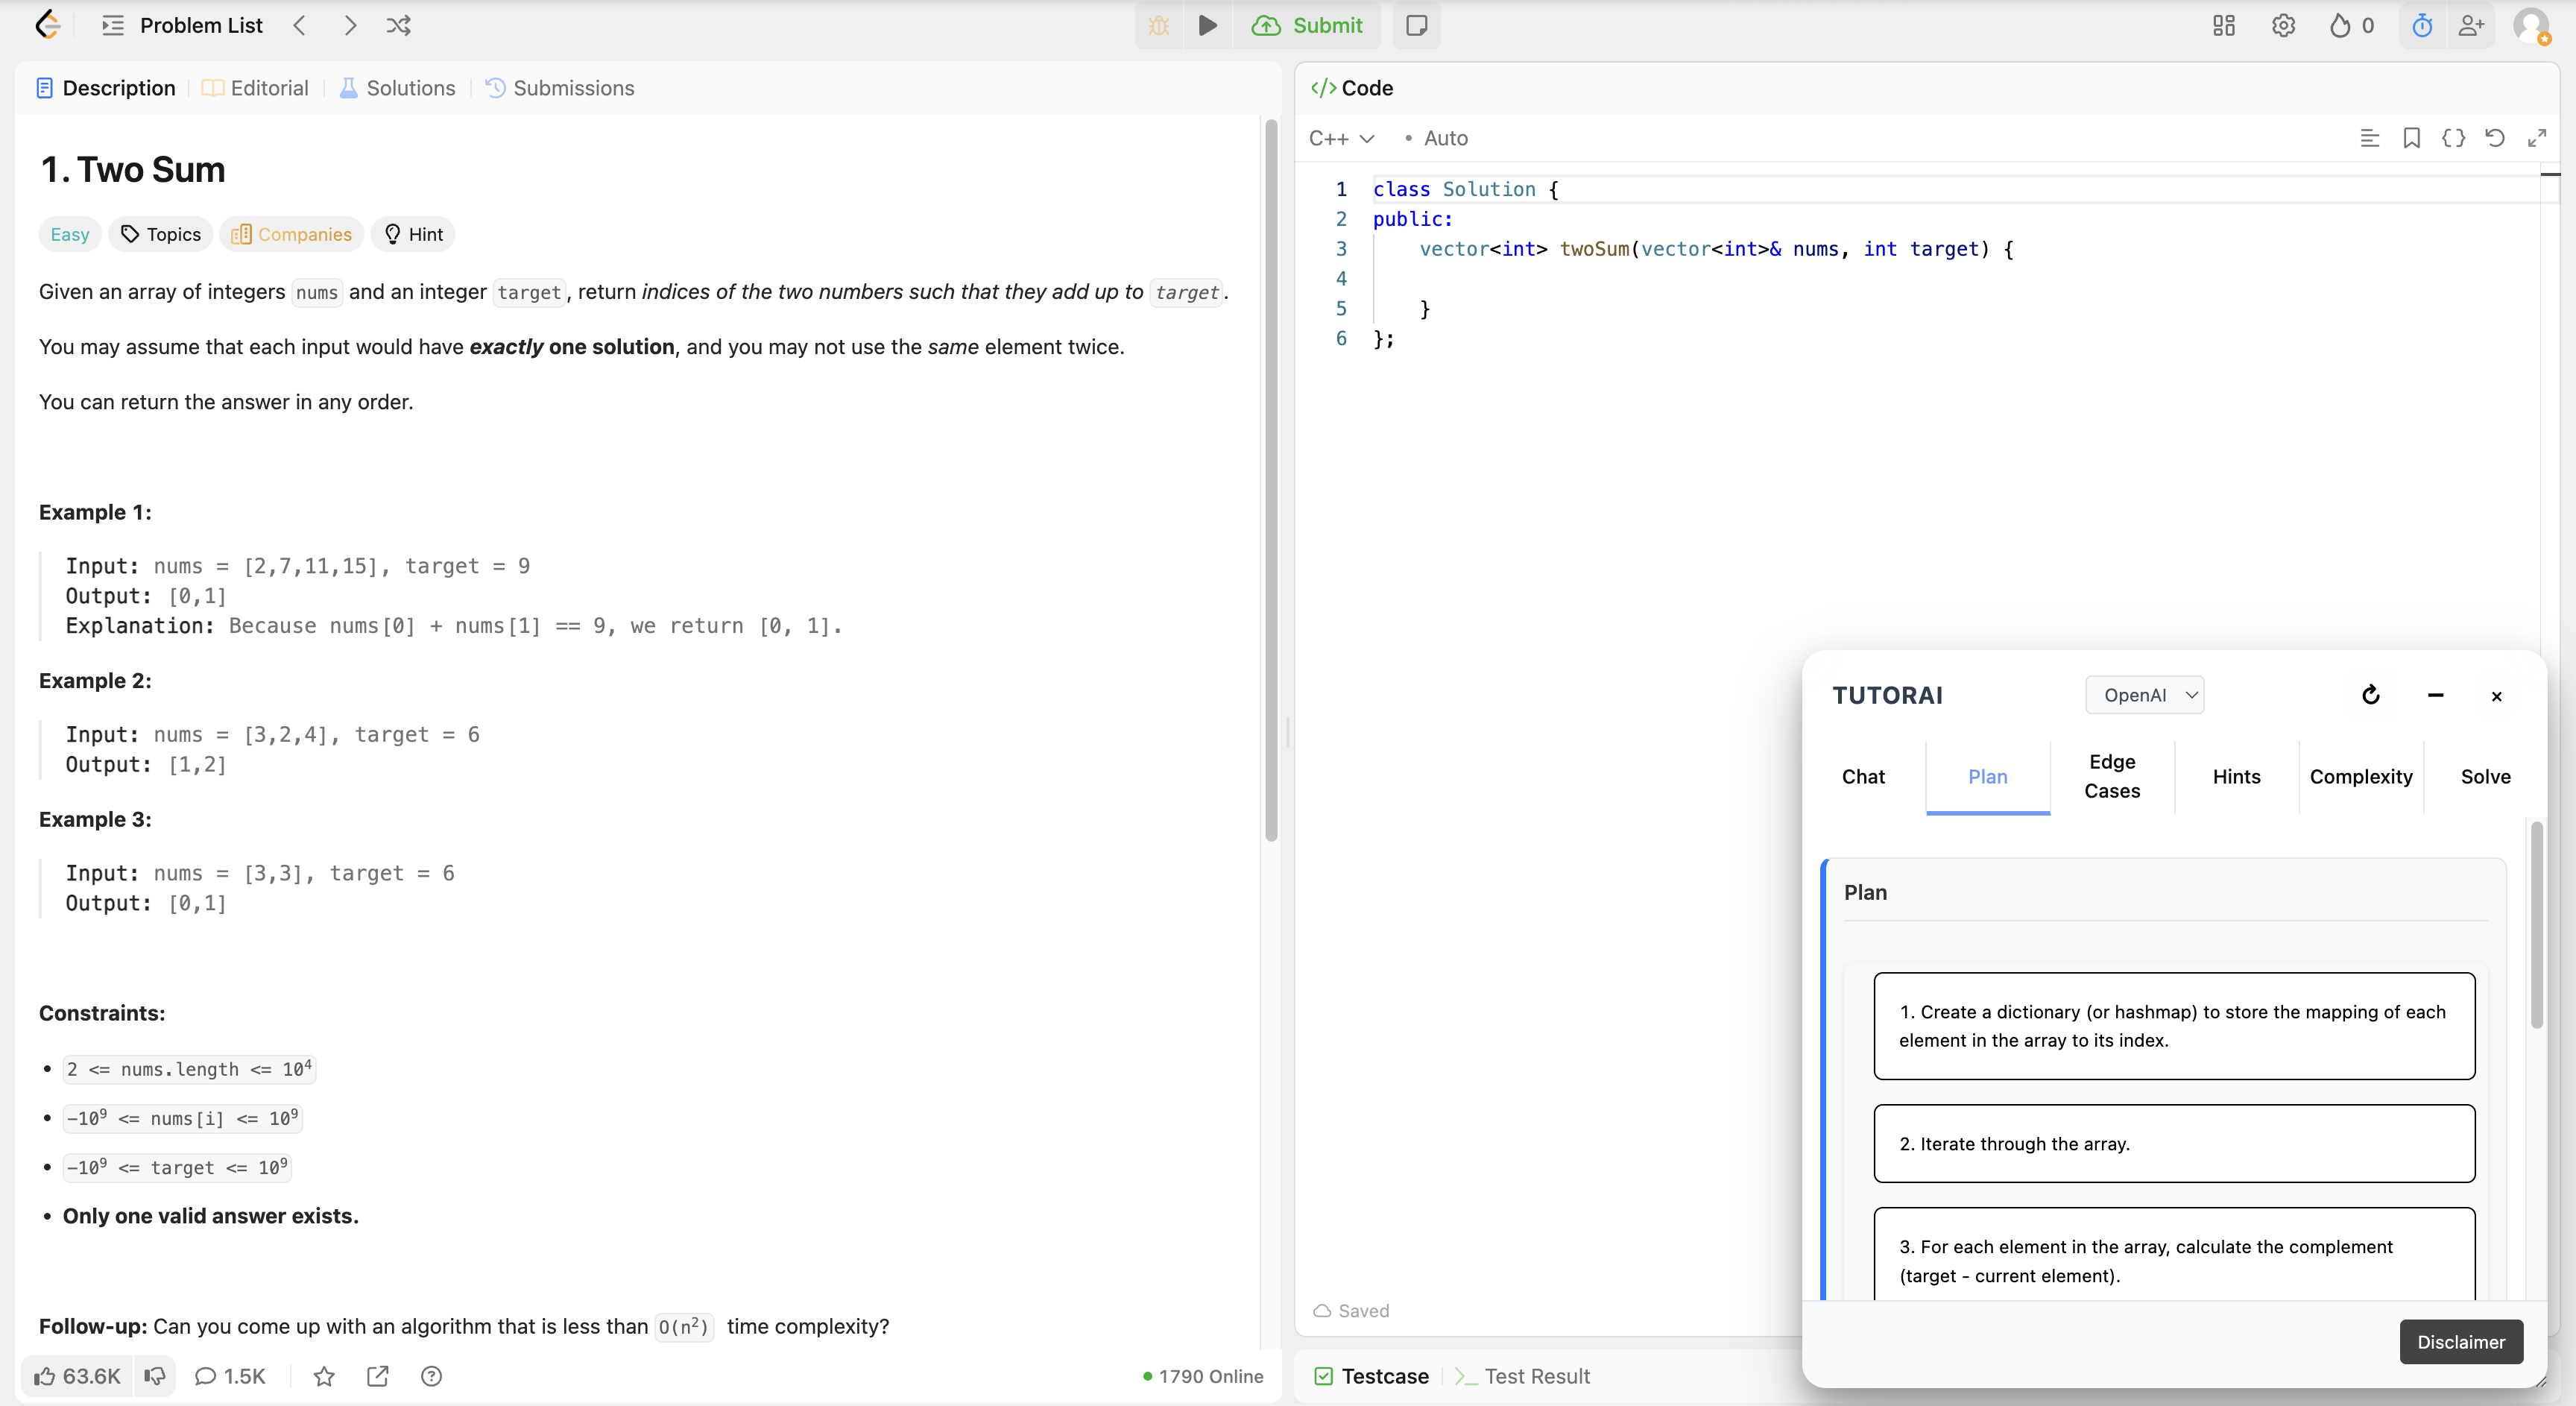 Problem List
Submit
0
Description
Editorial
Solutions
Submissions
1. Two Sum
Easy
Topics
Companies
Hint
Given an array of integers nums and an integer target, return indices of the two numbers such that they add up to target.
You may assume that each input would have exactly one solution, and you may not use the same element twice.
You can return the answer in any order.
Example 1:
Input: nums = [2,7,11,15], target = 9
Output: [0,1]
Explanation: Because nums[0] + nums[1] == 9, we return [0, 1].
Example 2:
Input: nums = [3,2,4], target = 6
Output: [1,2]
Example 3:
Input: nums = [3,3], target = 6
Output: [0,1]
Constraints:
• 2 <= nums.length <= 10⁴
• -10⁹ <= nums[i] <= 10⁹
• -10⁹ <= target <= 10⁹
• Only one valid answer exists.
Follow-up: Can you come up with an algorithm that is less than O(n²) time complexity?
63.6K
1.5K
1790 Online
</> Code
C++
• Auto
1 class Solution {
2 public:
3 vector<int> twoSum(vector<int>& nums, int target) {
4
5 }
6 };
Saved
Testcase
Test Result
TUTORAI
OpenAI
Chat
Plan
Edge
Cases
Hints
Complexity
Solve
Plan
1. Create a dictionary (or hashmap) to store the mapping of each
element in the array to its index.
2. Iterate through the array.
3. For each element in the array, calculate the complement
(target - current element).
Disclaimer